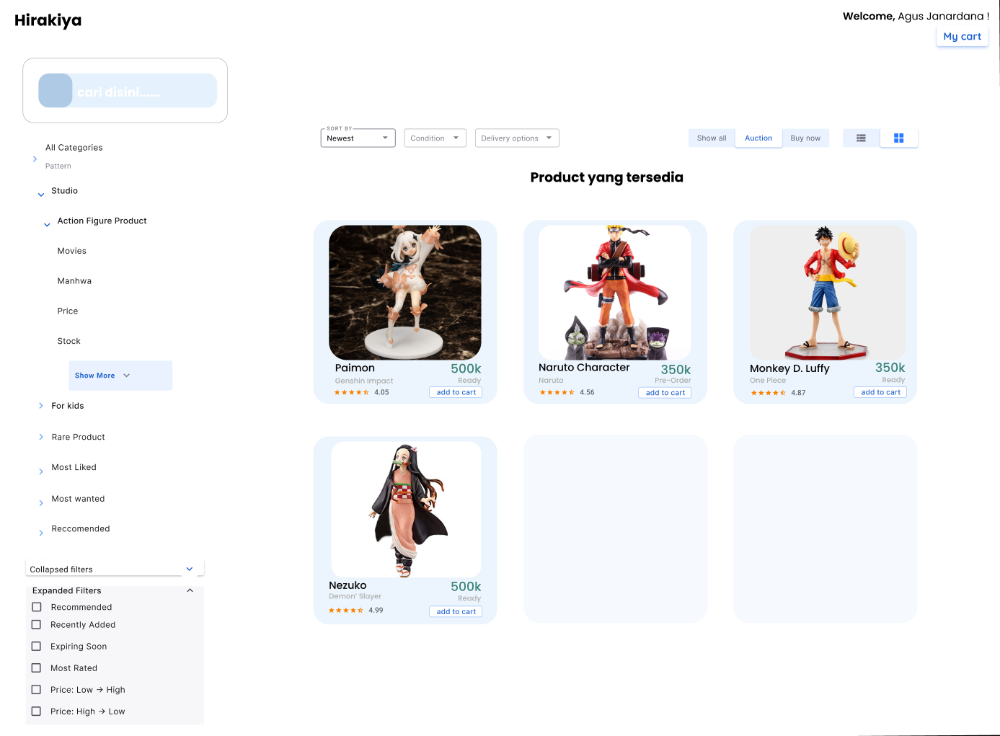 Hirakiya
Welcome, Agus Janardana !
My cart
cari disini......
SORT BY
Newest
Condition
Delivery options
Show all
Auction
Buy now
All Categories
Pattern
Studio
Action Figure Product
Movies
Manhwa
Price
Stock
Show More
For kids
Rare Product
Most Liked
Most wanted
Reccomended
Collapsed filters
Expanded Filters
Recommended
Recently Added
Expiring Soon
Most Rated
Price: Low → High
Price: High → Low
Product yang tersedia
Paimon
500k
Genshin Impact
Ready
4.05
add to cart
Naruto Character
350k
Naruto
Pre-Order
4.56
add to cart
Monkey D. Luffy
350k
One Piece
Ready
4.87
add to cart
Nezuko
500k
Demon' Slayer
Ready
4.99
add to cart